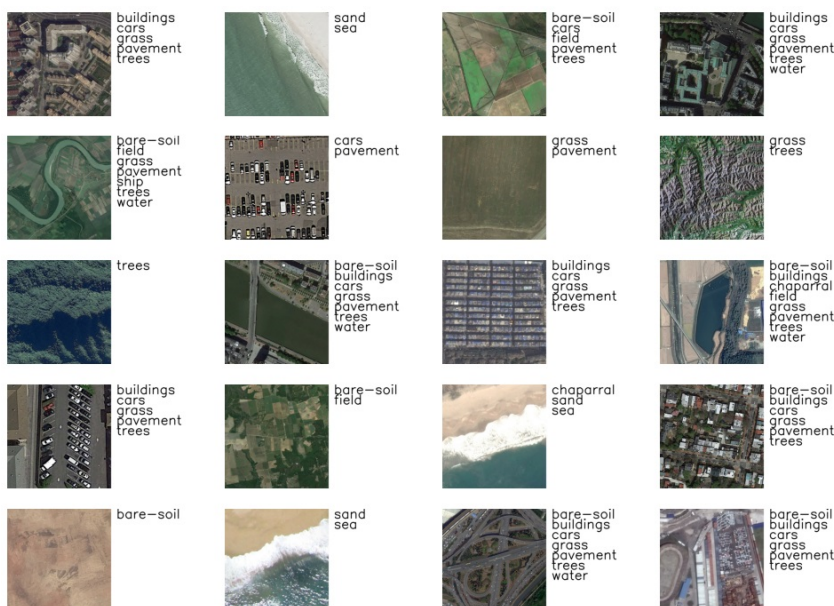 buildings
cars
grass
pavement
trees
sand
sea
bare-soil
cars
field
pavement
trees
buildings
cars
grass
pavement
trees
water
bare-soil
field
grass
pavement
ship
trees
water
cars
pavement
grass
pavement
grass
trees
trees
bare-soil
buildings
cars
grass
pavement
trees
water
buildings
cars
grass
pavement
trees
bare-soil
buildings
chaparral
field
grass
pavement
trees
water
buildings
cars
grass
pavement
trees
bare-soil
field
chaparral
sand
sea
bare-soil
buildings
cars
grass
pavement
trees
bare-soil
sand
sea
bare-soil
buildings
cars
grass
pavement
trees
water
bare-soil
buildings
cars
grass
pavement
trees